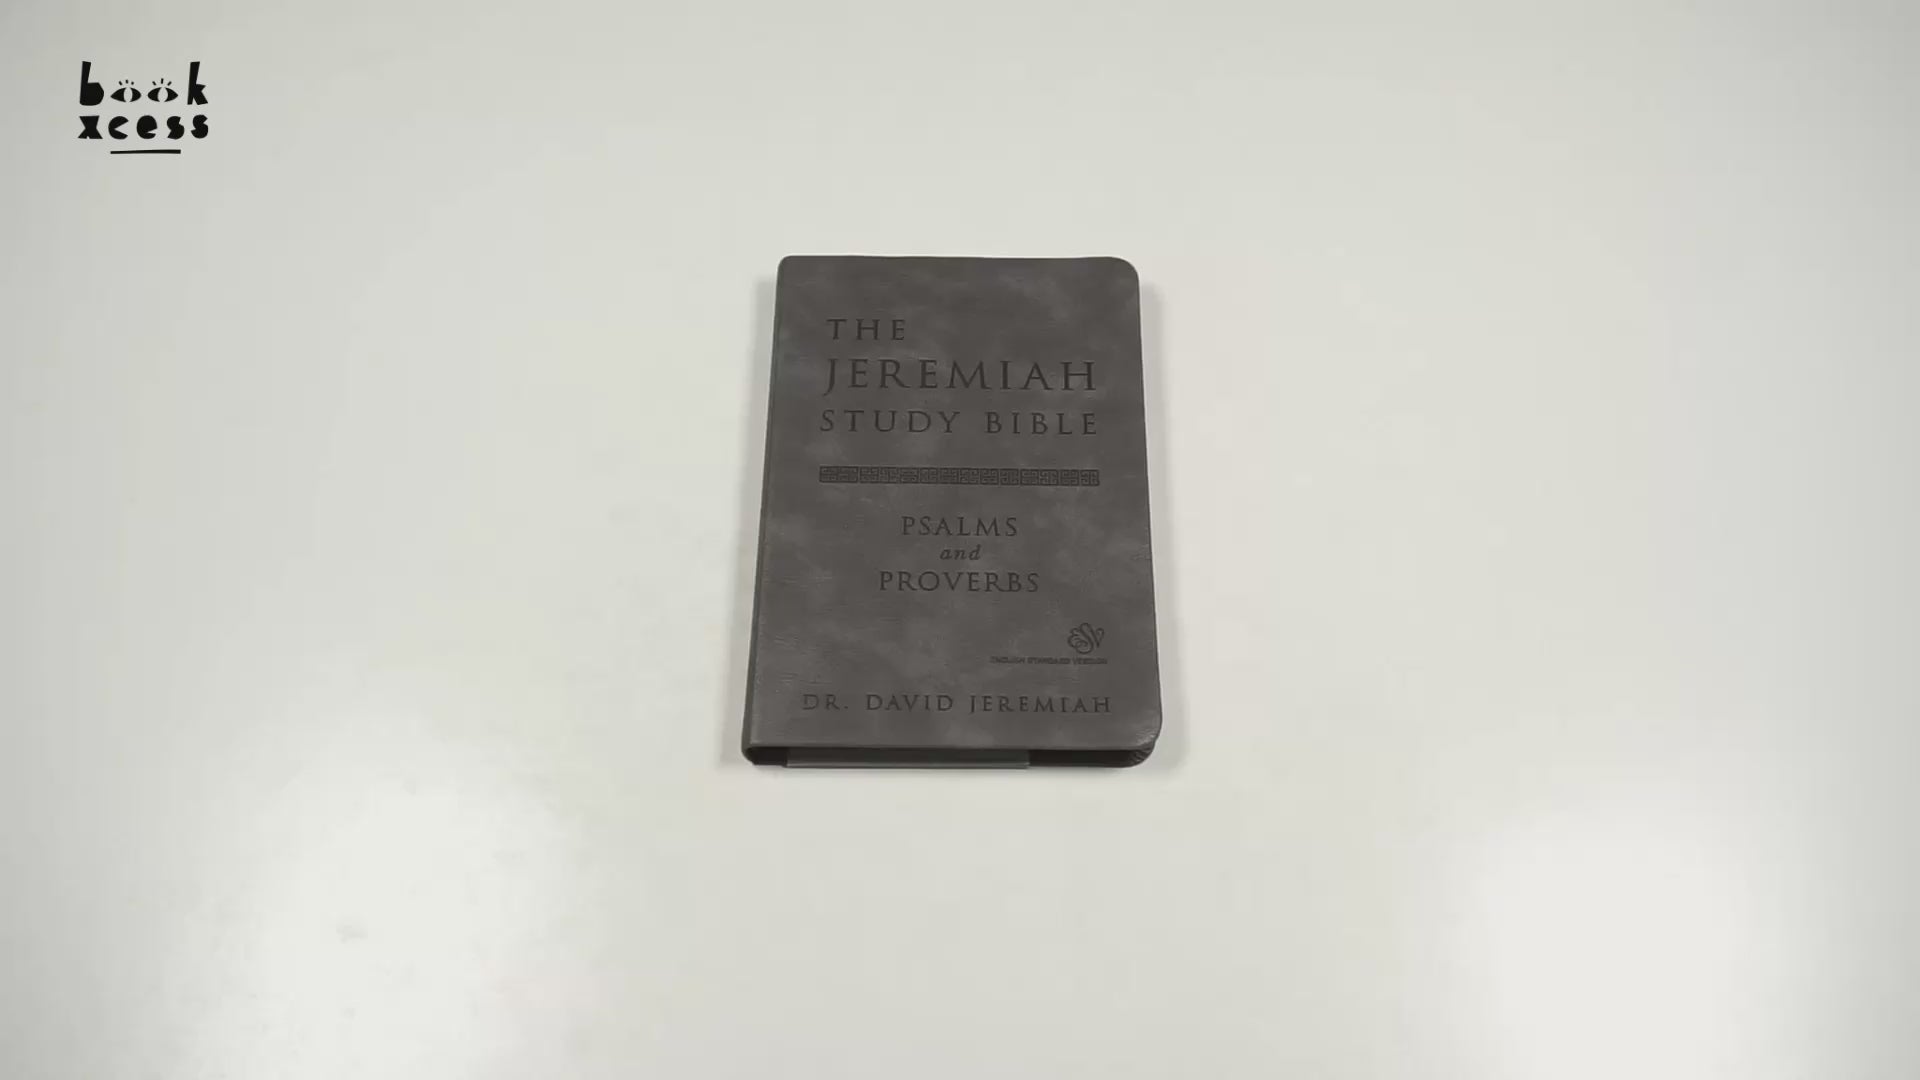 book
xcess
THE
JEREMIAH
STUDY BIBLE
PSALMS
and
PROVERBS
ESV
ENGLISH STANDARD VERSION
DR. DAVID JEREMIAH